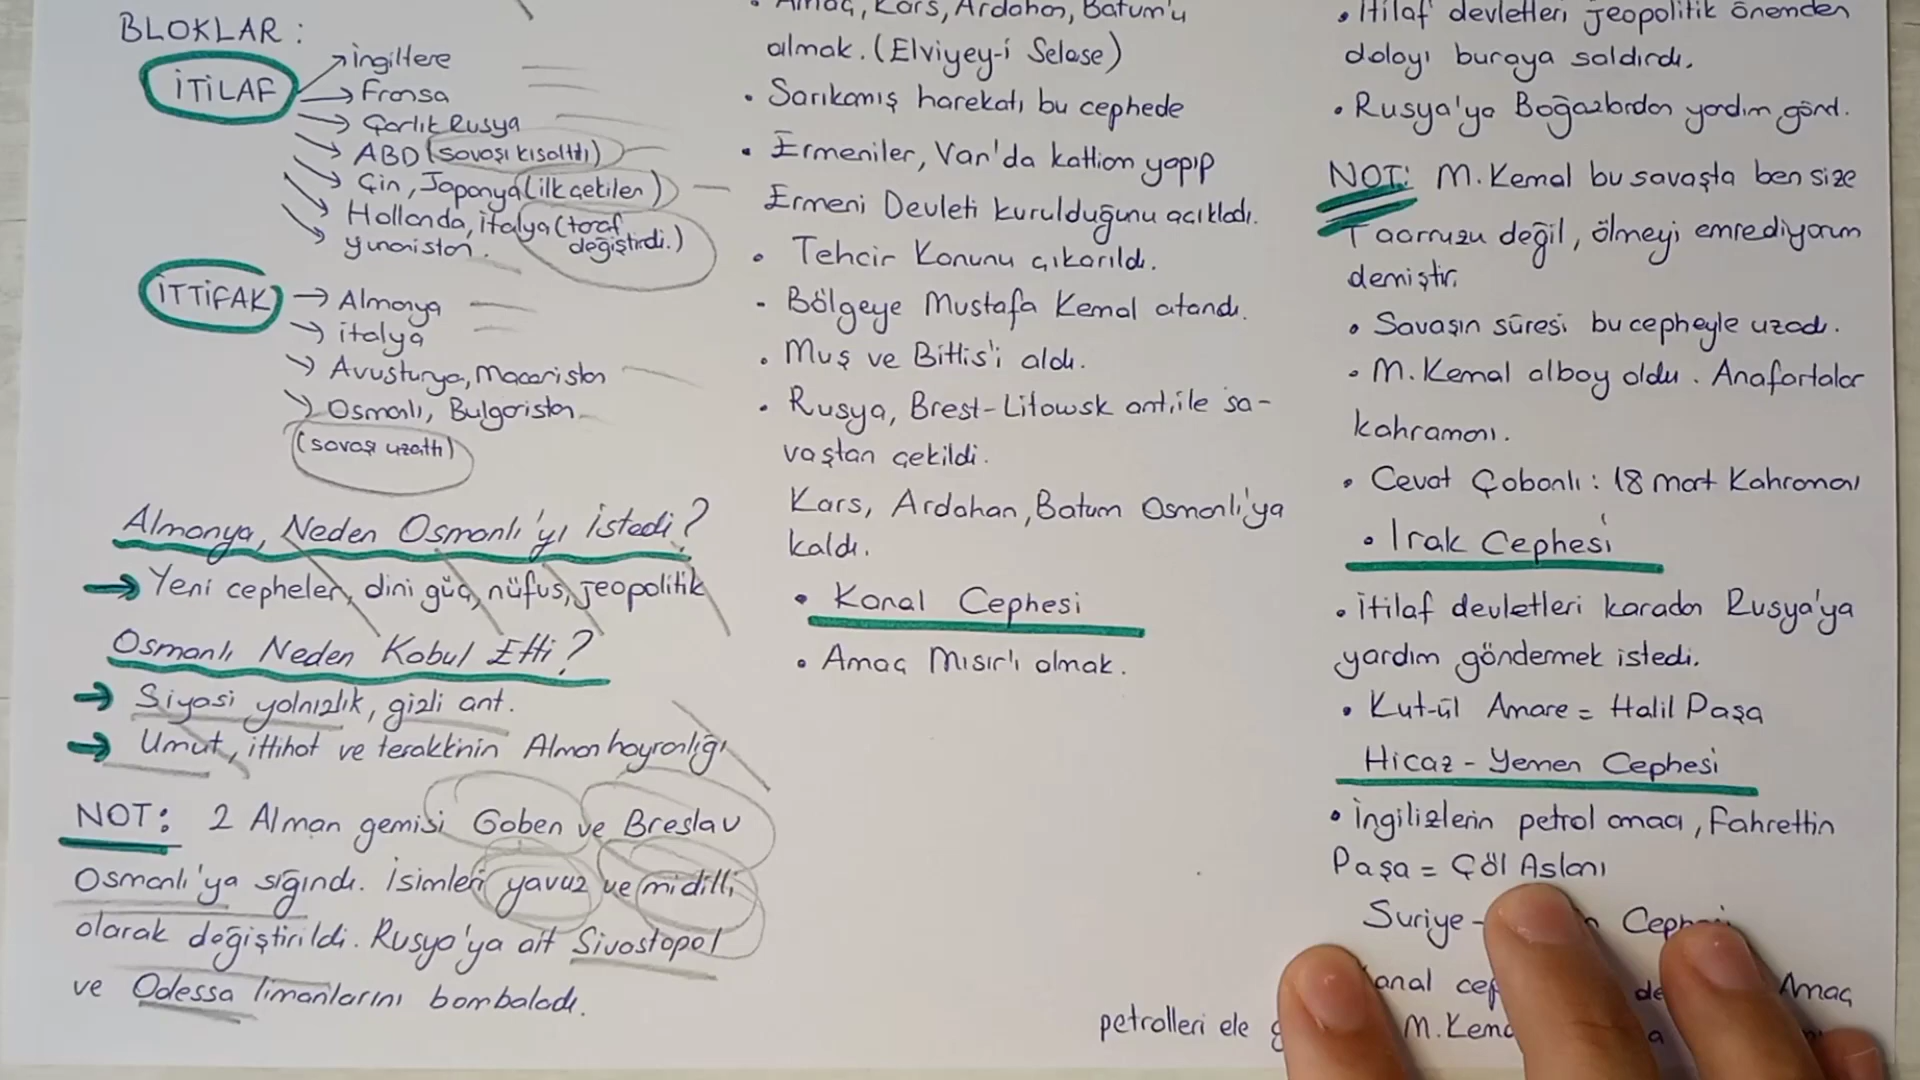 BLOKLAR:
İTİLAF
İngiltere
Fransa
Çarlık Rusya
ABD (savaşı kısalttı)
Çin, Japonya (ilk çekilen)
Hollanda, İtalya (taraf
değiştirdi.)
Yunanistan.
İTTİFAK → Almanya
İtalya
Avusturya, Macaristan
Osmanlı, Bulgaristan
(savaşı uzattı)
Almanya, Neden Osmanlı'yı istedi?
→ Yeni cepheler, dini güç, nüfus, jeopolitik
Osmanlı Neden Kabul Etti?
→ Siyasi yalnızlık, gizli ant.
→ Umut, ittihat ve terakkinin Alman hayranlığı
NOT: 2 Alman gemisi Goben ve Breslav
Osmanlı'ya sığındı. İsimleri yavuz ve midilli
olarak değiştirildi. Rusya'ya ait Sivostopol
ve Odessa limanlarını bombaladı.
• Amaç, Kars, Ardahan, Batum'u
almak. (Elviyey-i Selase)
• Sarıkamış harekatı bu cephede
• Ermeniler, Van'da katliam yapıp
Ermeni Devleti kurulduğunu açıkladı.
• Tehcir Kanunu çıkarıldı.
- Bölgeye Mustafa Kemal atandı.
• Muş ve Bitlis'i aldı.
• Rusya, Brest-Litowsk ant. ile sa-
vaştan çekildi.
Kars, Ardahan, Batum Osmanlı'ya
kaldı.
• Kanal Cephesi
• Amaç Mısır'ı almak.
• İtilaf devletleri jeopolitik önemden
dolayı buraya saldırdı.
• Rusya'ya Boğazlardan yardım gönd.
NOT: M. Kemal bu savaşta ben size
Taarruzu değil, ölmeyi emrediyorum
demiştir.
• Savaşın süresi bu cepheyle uzadı.
• M. Kemal albay oldu. Anafartalar
kahramanı.
• Cevat Çobanlı: 18 mart Kahramanı
• Irak Cephesi
• İtilaf devletleri karadan Rusya'ya
yardım göndermek istedi.
• Kut-ül Amare = Halil Paşa
Hicaz - Yemen Cephesi
• İngilizlerin petrol amacı, Fahrettin
Paşa = Çöl Aslanı
Suriye -
Amaç
petrolleri ele